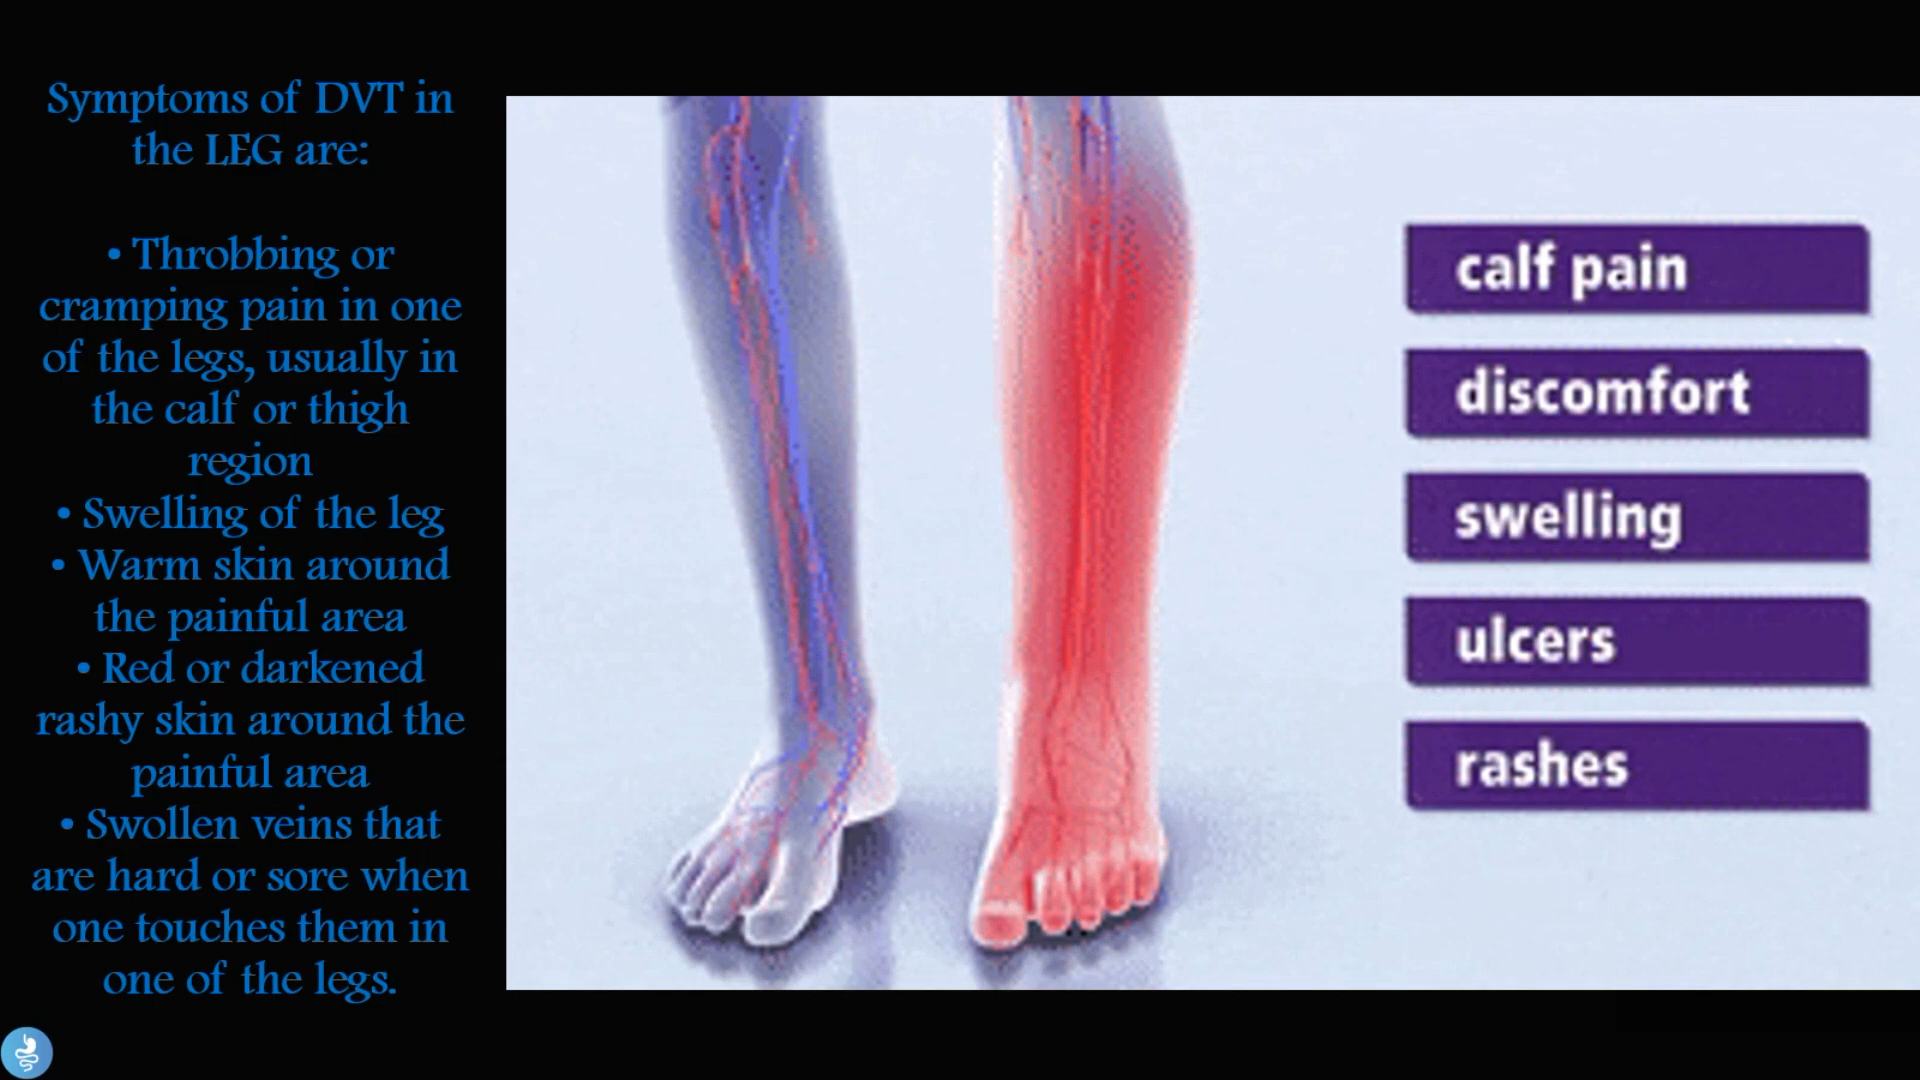 Symptoms of DVT in
the LEG are:
• Throbbing or
cramping pain in one
of the legs, usually in
the calf or thigh
region
• Swelling of the leg
• Warm skin around
the painful area
• Red or darkened
rashy skin around the
painful area
• Swollen veins that
are hard or sore when
one touches them in
one of the legs.
calf pain
discomfort
swelling
ulcers
rashes